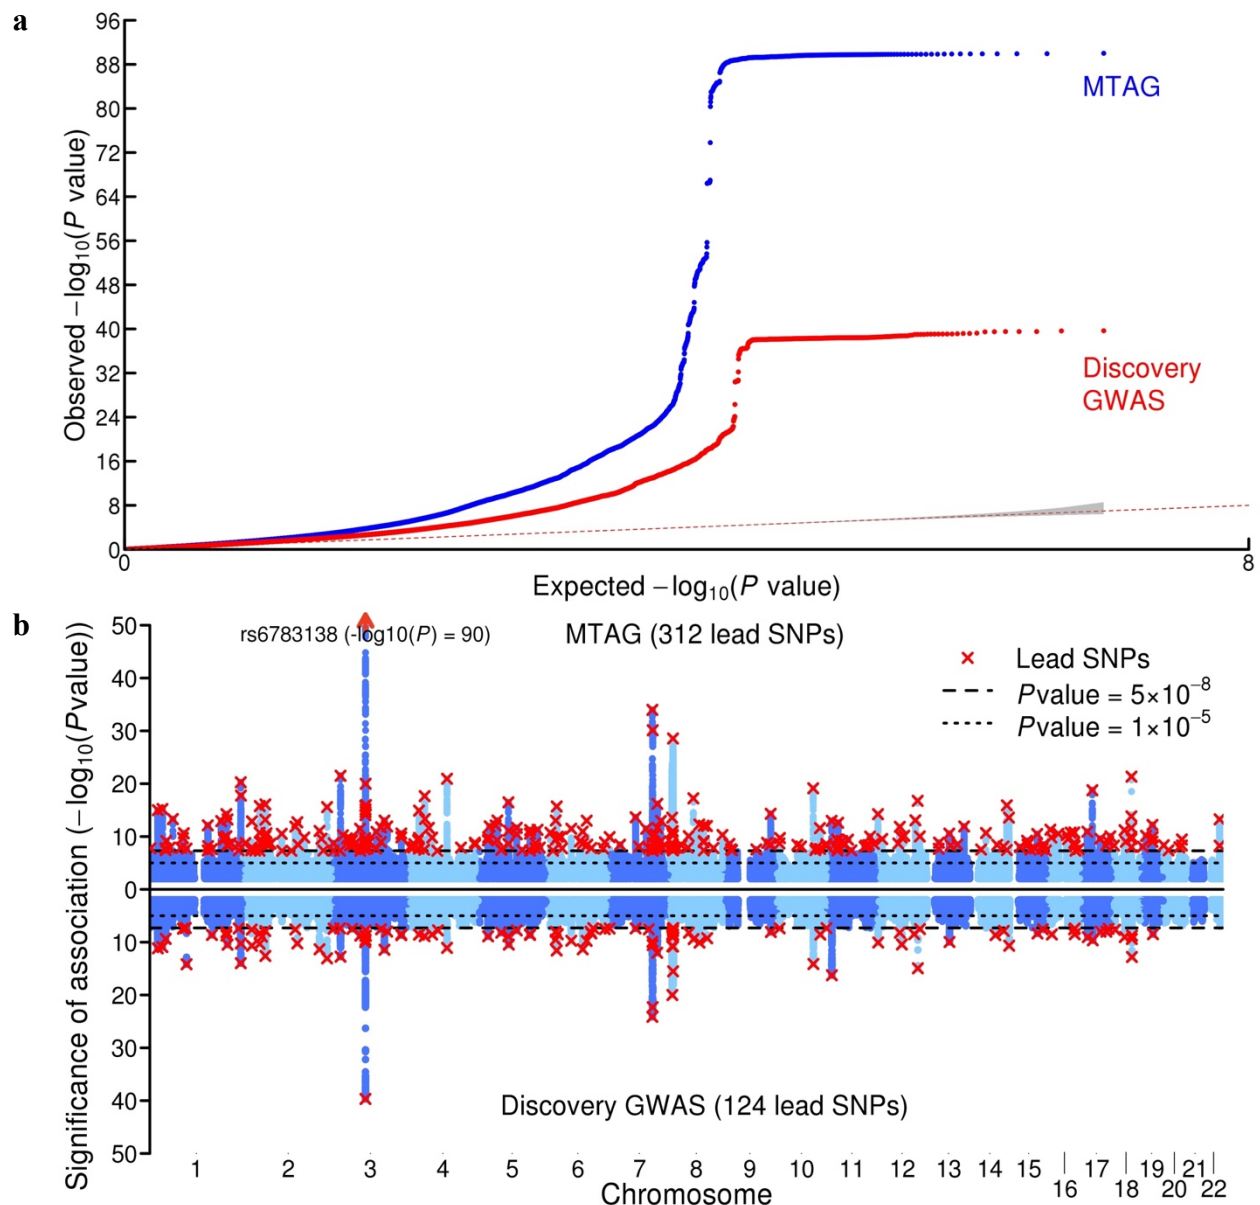 a
96
88
80
72
64
56
48
40
32
24
16
8
0
Observed −log10(P value)
MTAG
Discovery
GWAS
0
8
Expected −log10(P value)
b
rs6783138 (-log10(P) = 90)
MTAG (312 lead SNPs)
Lead SNPs
Pvalue = 5×10−8
Pvalue = 1×10−5
50
40
30
20
10
0
10
20
30
40
50
Significance of association (−log10(Pvalue))
Discovery GWAS (124 lead SNPs)
1 2 3 4 5 6 7 8 9 10 11 12 13 14 15 17 19 21
16 18 20 22
Chromosome